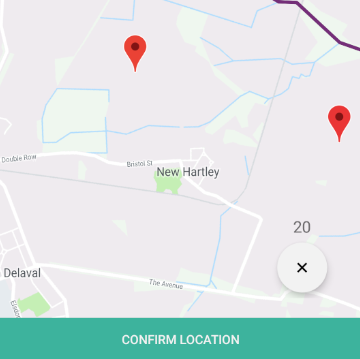 Double Row
Bristol St
New Hartley
20
Delaval
The Avenue
CONFIRM LOCATION